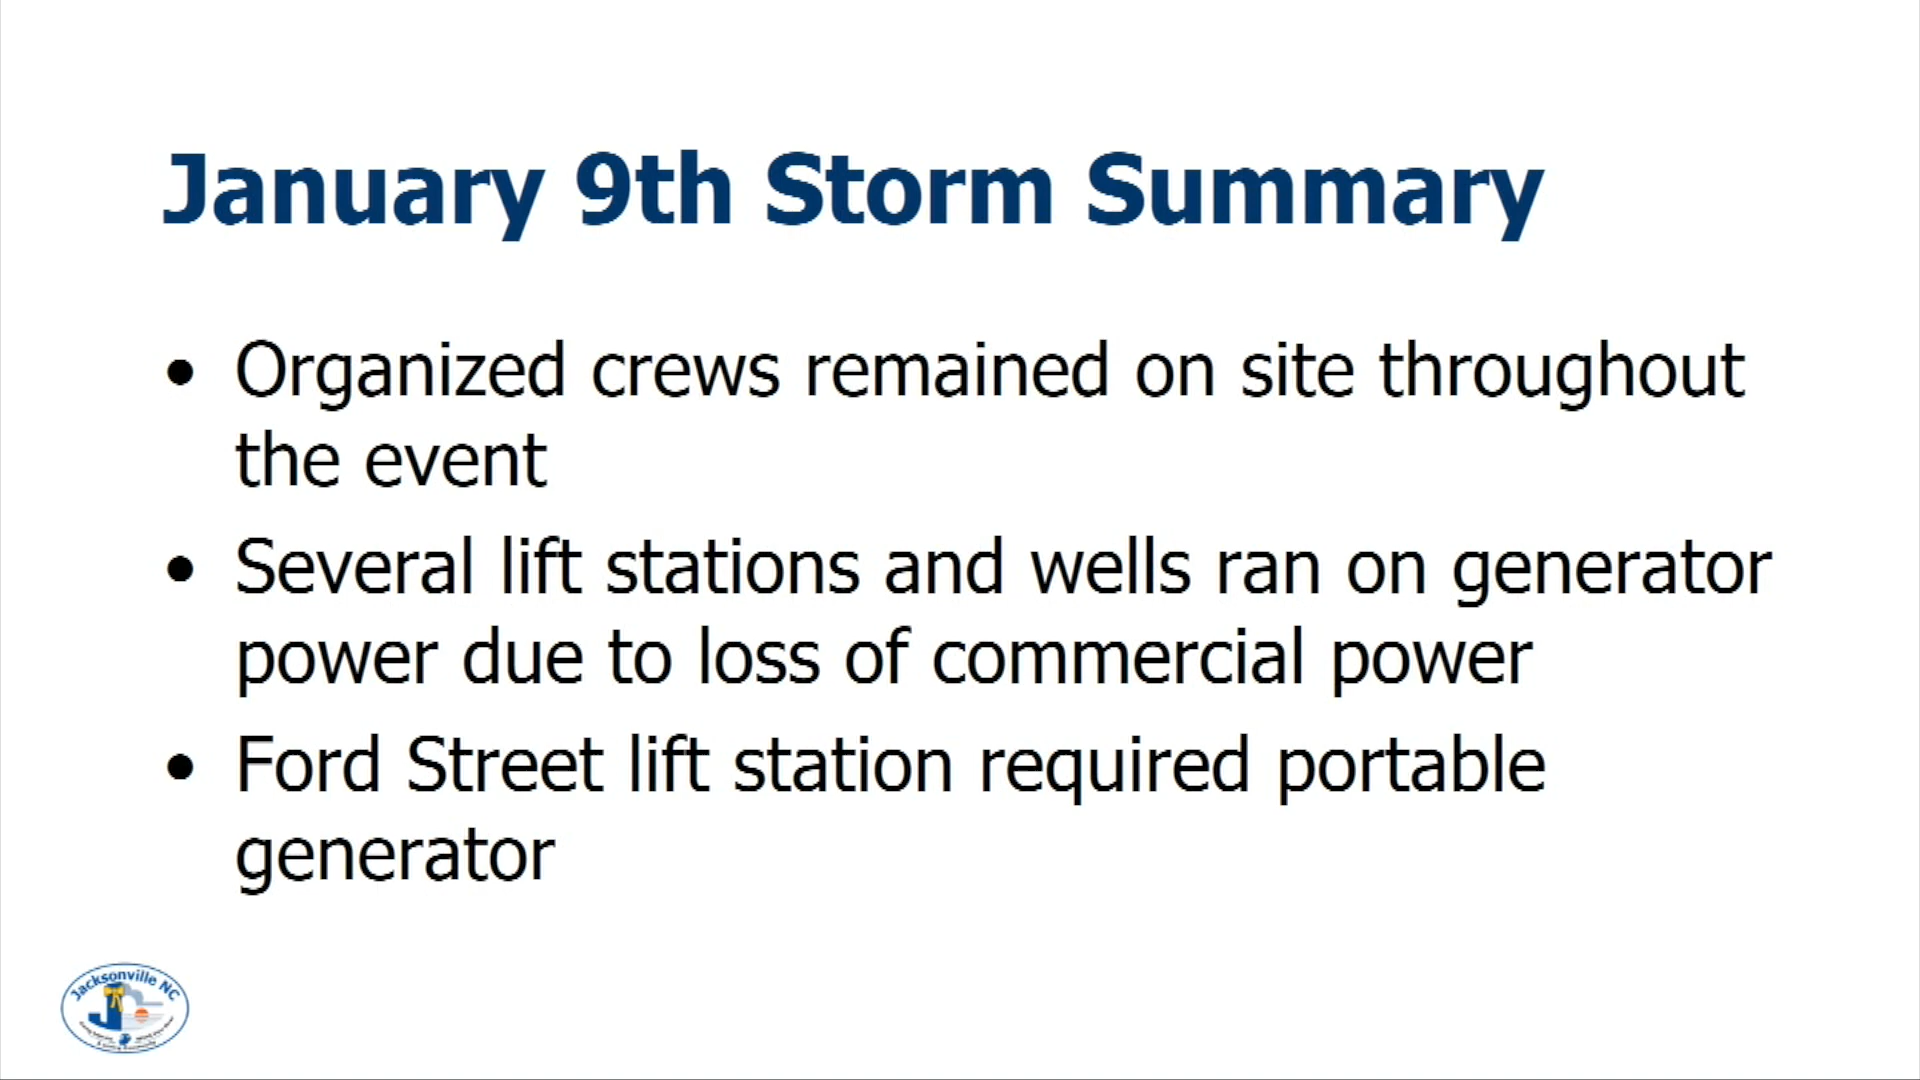 January 9th Storm Summary
• Organized crews remained on site throughout
the event
• Several lift stations and wells ran on generator
power due to loss of commercial power
• Ford Street lift station required portable
generator
Jacksonville NC